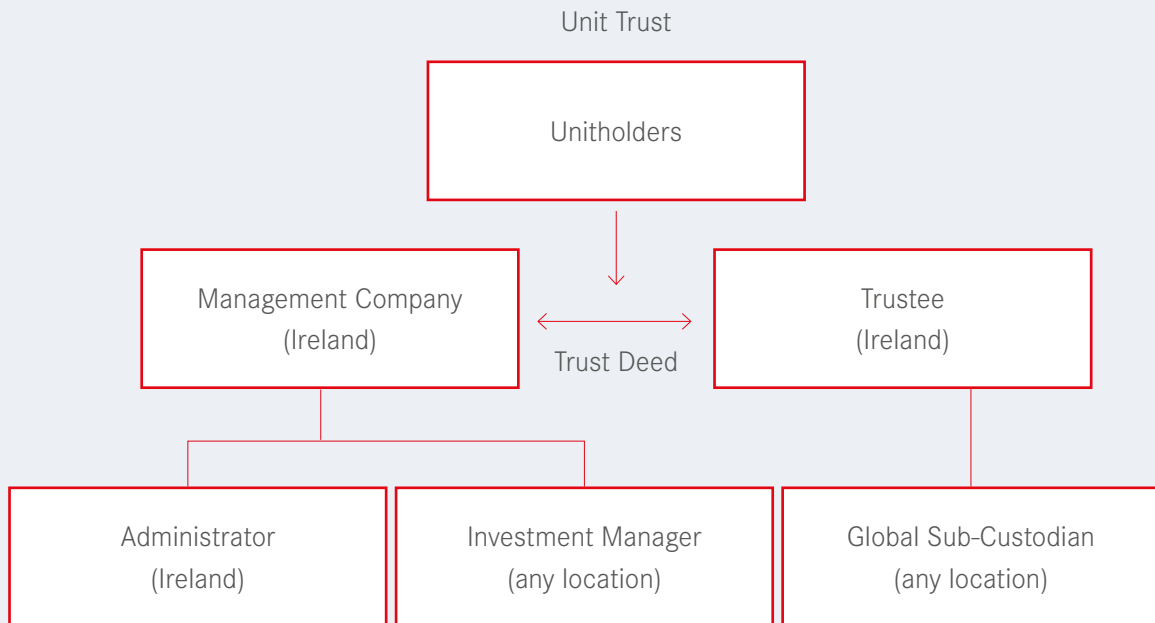 Unit Trust
Unitholders
Management Company
(Ireland)
Trust Deed
Trustee
(Ireland)
Administrator
(Ireland)
Investment Manager
(any location)
Global Sub-Custodian
(any location)